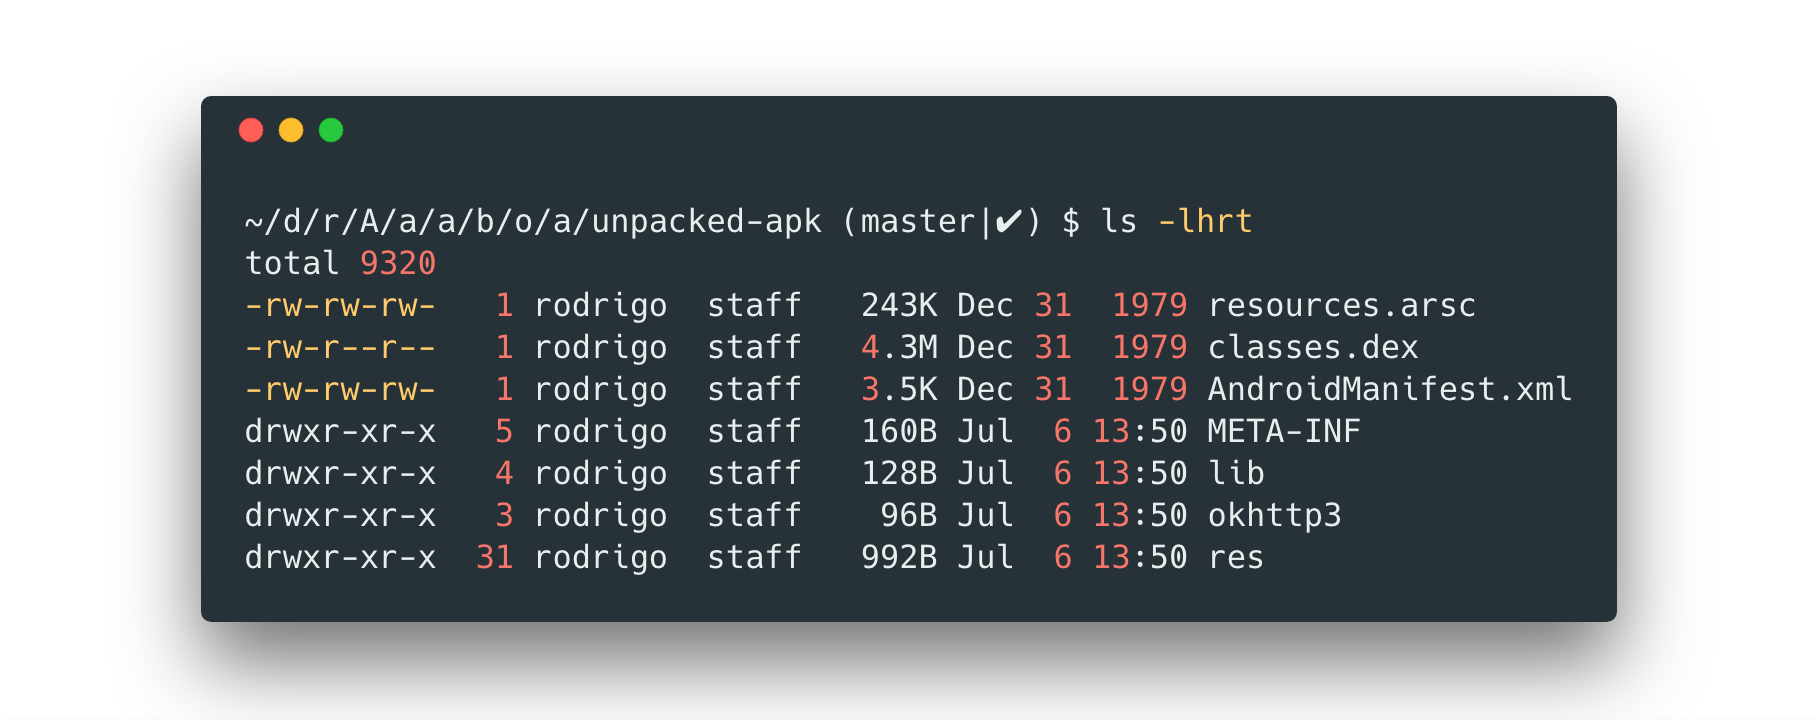 ~/d/r/A/a/a/b/o/a/unpacked-apk (master|✔) $ ls -lhrt
total 9320
-rw-rw-rw-   1 rodrigo  staff   243K Dec 31  1979 resources.arsc
-rw-r--r--   1 rodrigo  staff   4.3M Dec 31  1979 classes.dex
-rw-rw-rw-   1 rodrigo  staff   3.5K Dec 31  1979 AndroidManifest.xml
drwxr-xr-x   5 rodrigo  staff   160B Jul  6 13:50 META-INF
drwxr-xr-x   4 rodrigo  staff   128B Jul  6 13:50 lib
drwxr-xr-x   3 rodrigo  staff    96B Jul  6 13:50 okhttp3
drwxr-xr-x  31 rodrigo  staff   992B Jul  6 13:50 res